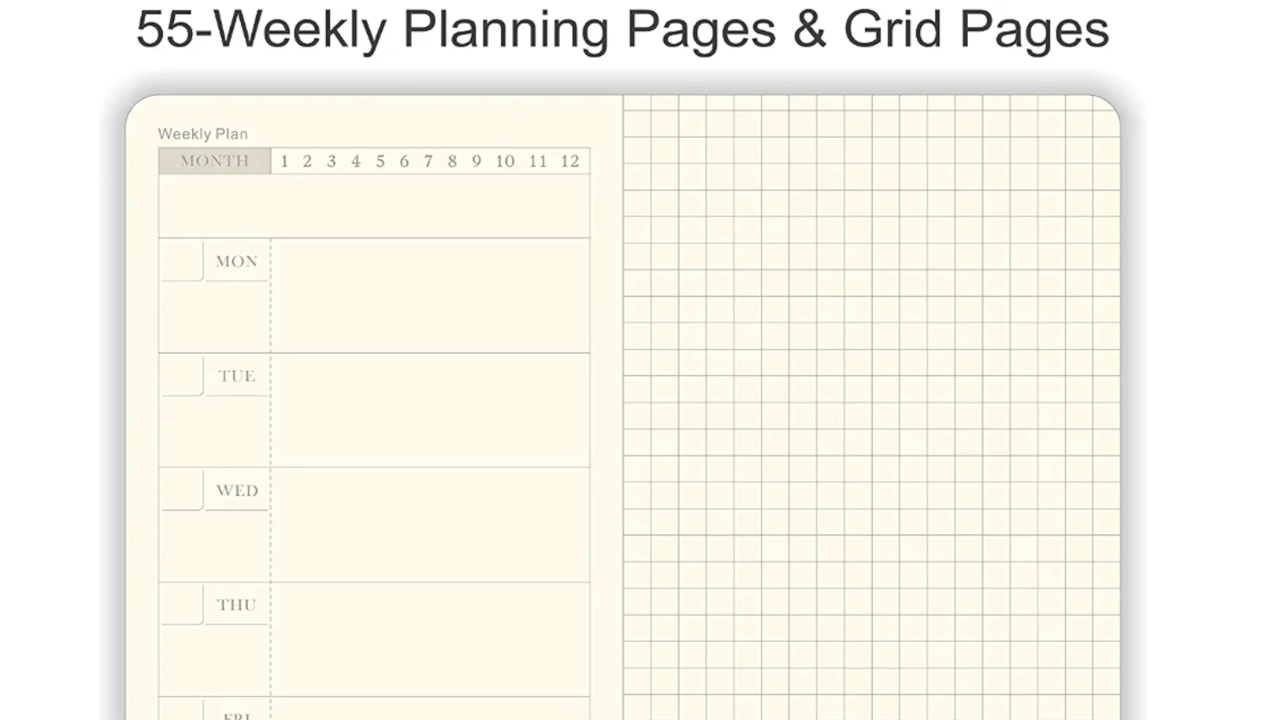 55-Weekly Planning Pages & Grid Pages
Weekly Plan
MONTH 1 2 3 4 5 6 7 8 9 10 11 12
MON
TUE
WED
THU
FRI